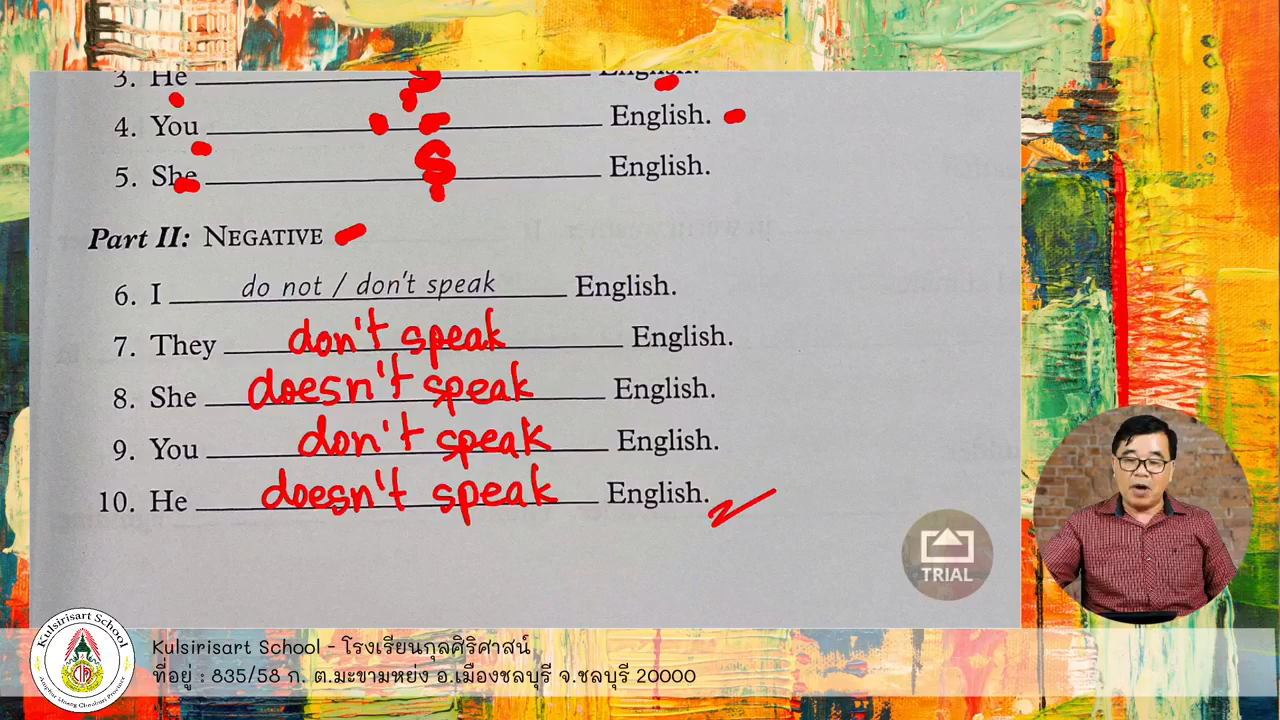 3. He ____ English.
4. You ____ English.
5. She ____ English.
Part II: NEGATIVE
6. I do not / don't speak English.
7. They don't speak English.
8. She doesn't speak English.
9. You don't speak English.
10. He doesn't speak English.
TRIAL
Kulsirisart School
Kulsirisart School - โรงเรียนกุลศิริศาสน์
ที่อยู่ : 835/58 ก. ต.มะขามหย่ง อ.เมืองชลบุรี จ.ชลบุรี 20000